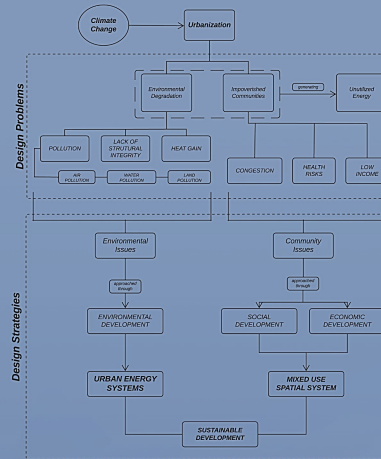 Climate
Change
Urbanization
Design Problems
Environmental
Degradation
Impoverished
Communities
generating
Unutilized
Energy
POLLUTION
LACK OF
STRUTURAL
INTEGRITY
HEAT GAIN
AIR
POLLUTION
WATER
POLLUTION
LAND
POLLUTION
CONGESTION
HEALTH
RISKS
LOW
INCOME
Design Strategies
Environmental
Issues
Community
Issues
approached
through
approached
through
ENVIRONMENTAL
DEVELOPMENT
SOCIAL
DEVELOPMENT
ECONOMIC
DEVELOPMENT
URBAN ENERGY
SYSTEMS
MIXED USE
SPATIAL SYSTEM
SUSTAINABLE
DEVELOPMENT